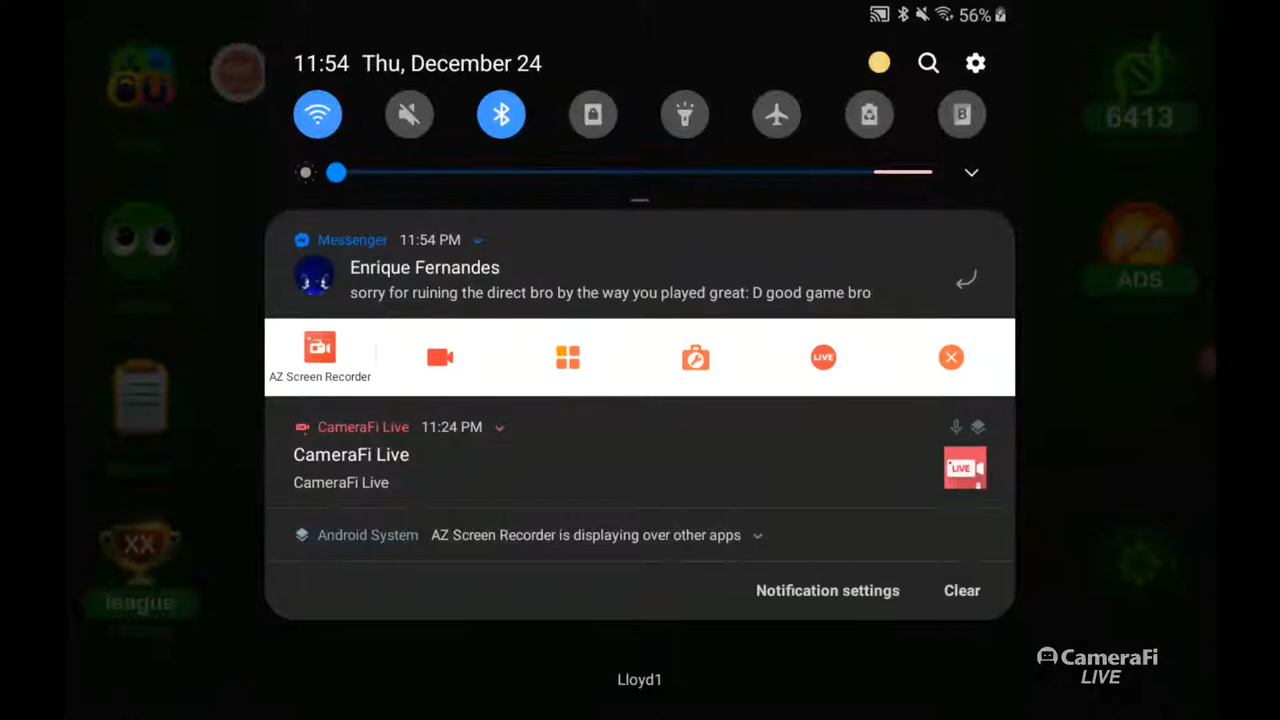 56%
11:54 Thu, December 24
6413
Messenger 11:54 PM
Enrique Fernandes
sorry for ruining the direct bro by the way you played great: D good game bro
ADS
AZ Screen Recorder
LIVE
CameraFi Live 11:24 PM
CameraFi Live
CameraFi Live
LIVE
Android System AZ Screen Recorder is displaying over other apps
XX
league
Notification settings Clear
CameraFi
LIVE
Lloyd1